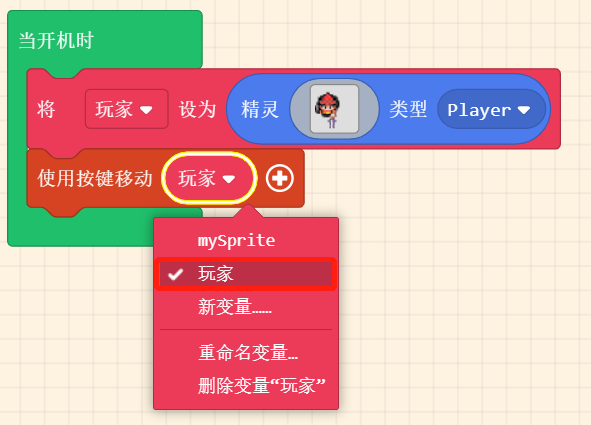 当开机时
将 玩家 设为 精灵 类型 Player
使用按键移动 玩家
mySprite
玩家
新变量……
重命名变量…
删除变量“玩家”